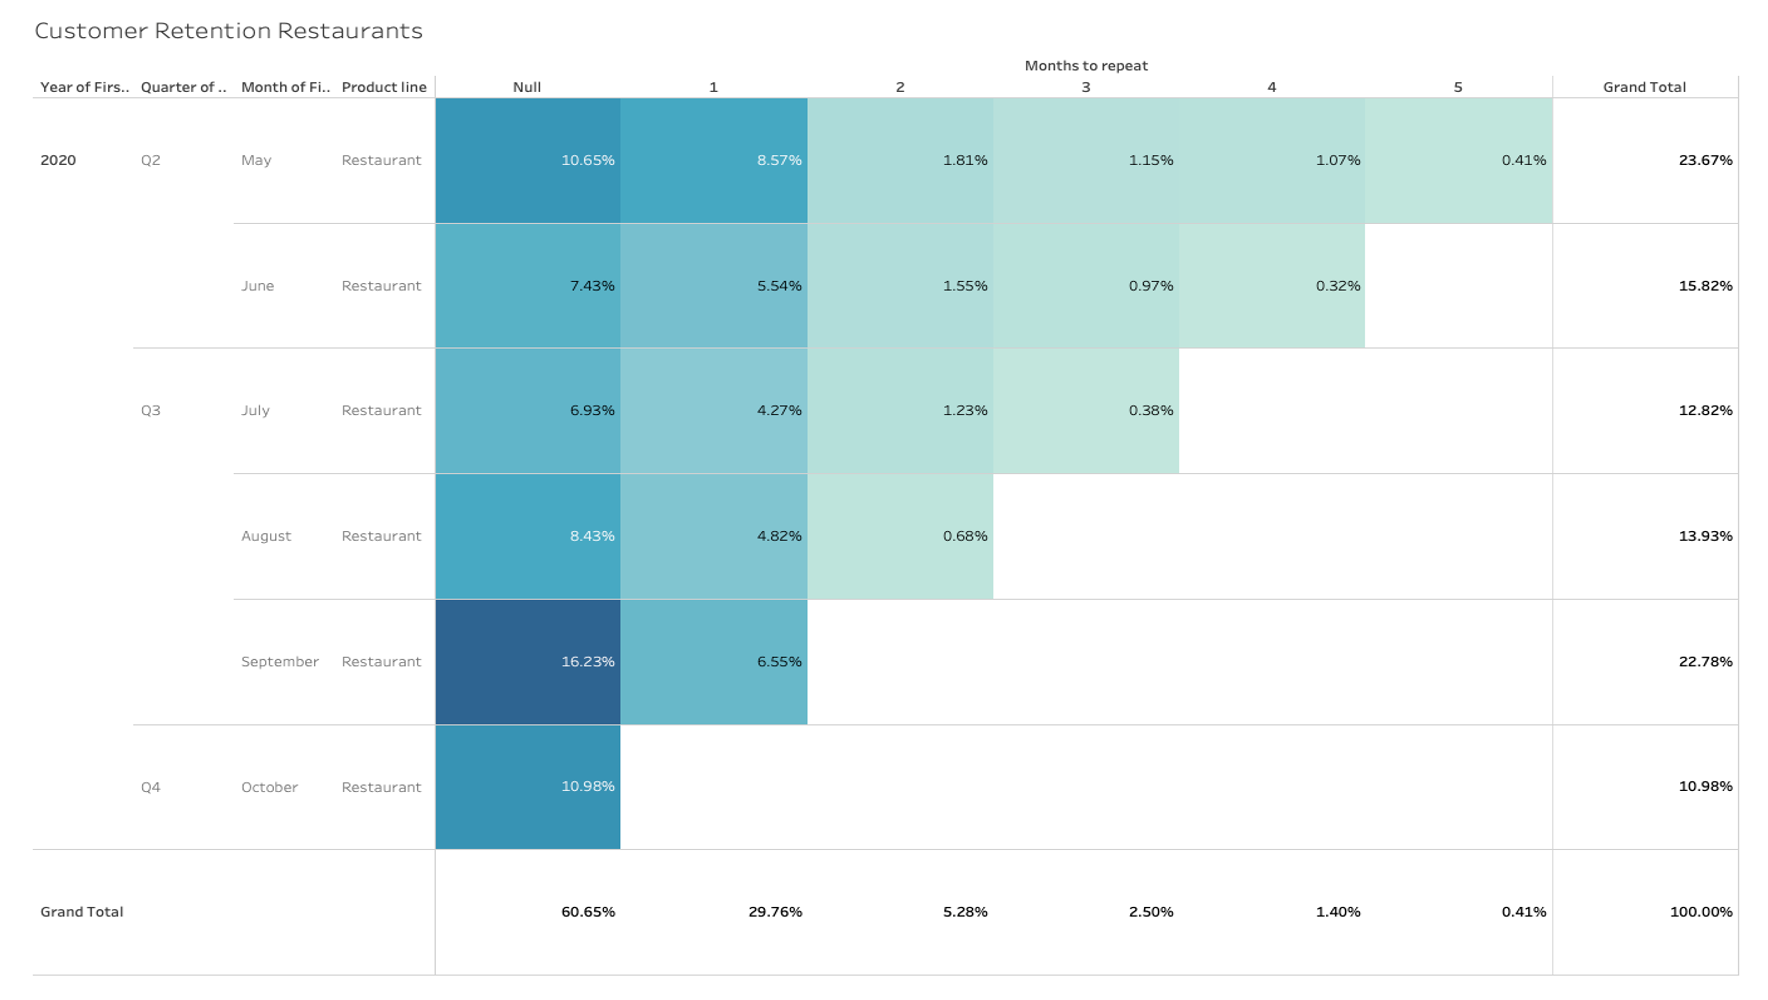 Customer Retention Restaurants
Months to repeat
Year of Firs.. Quarter of .. Month of Fi.. Product line Null 1 2 3 4 5 Grand Total
2020 Q2 May Restaurant 10.65% 8.57% 1.81% 1.15% 1.07% 0.41% 23.67%
June Restaurant 7.43% 5.54% 1.55% 0.97% 0.32% 15.82%
Q3 July Restaurant 6.93% 4.27% 1.23% 0.38% 12.82%
August Restaurant 8.43% 4.82% 0.68% 13.93%
September Restaurant 16.23% 6.55% 22.78%
Q4 October Restaurant 10.98% 10.98%
Grand Total 60.65% 29.76% 5.28% 2.50% 1.40% 0.41% 100.00%